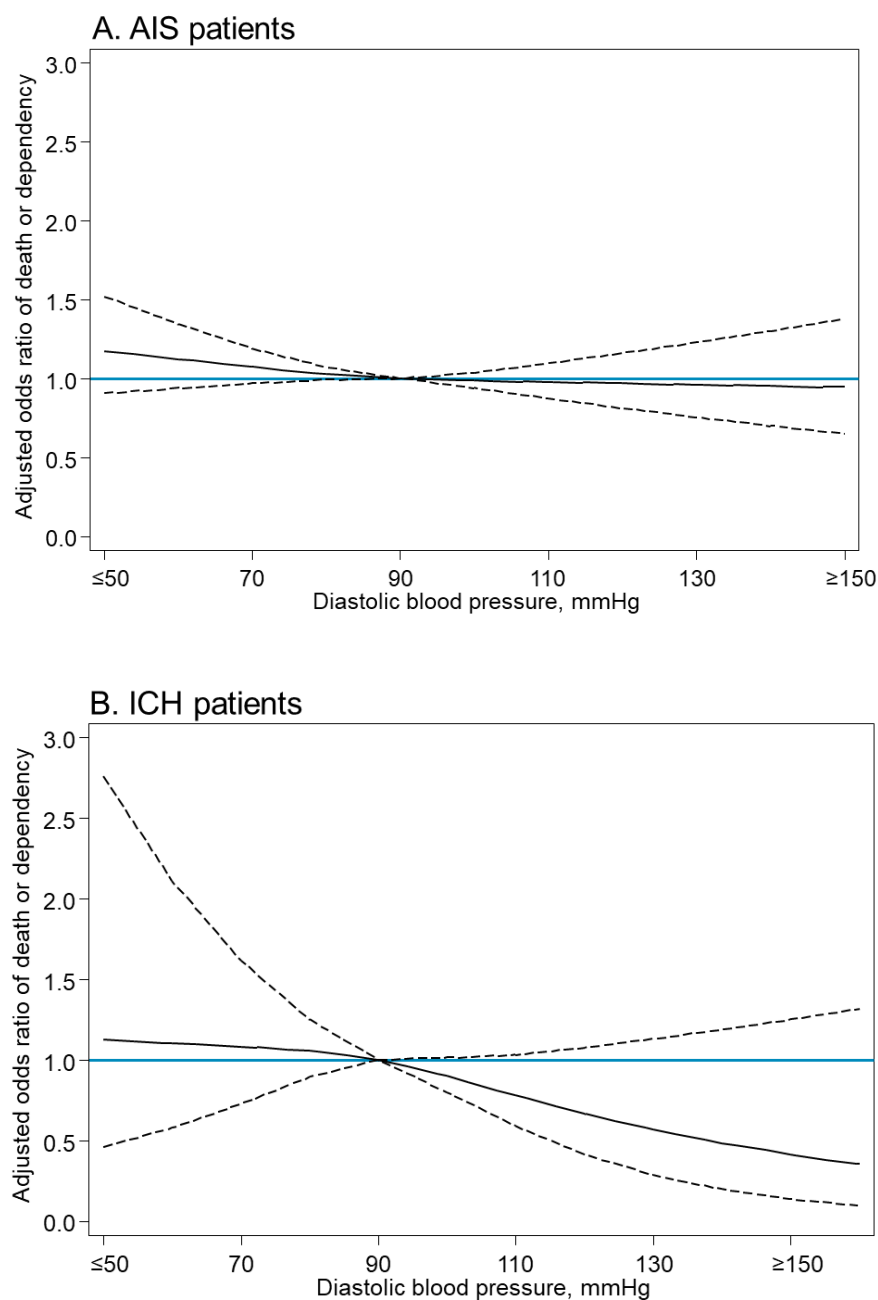 A. AIS patients
Adjusted odds ratio of death or dependency
3.0
2.5
2.0
1.5
1.0
0.5
0.0
≤50 70 90 110 130 ≥150
Diastolic blood pressure, mmHg
B. ICH patients
Adjusted odds ratio of death or dependency
3.0
2.5
2.0
1.5
1.0
0.5
0.0
≤50 70 90 110 130 ≥150
Diastolic blood pressure, mmHg